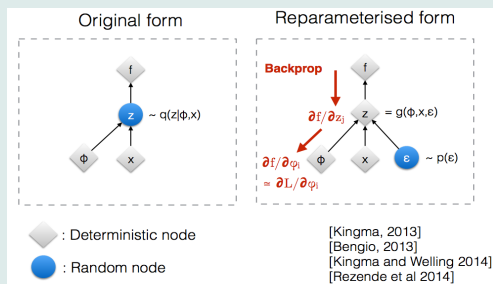 Original form
Reparameterised form
f
z
~ q(z|ϕ,x)
ϕ
x
Backprop
f
∂f/∂zⱼ
z
= g(ϕ,x,ε)
∂f/∂φᵢ
≃ ∂L/∂φᵢ
ϕ
x
ε
~ p(ε)
: Deterministic node
: Random node
[Kingma, 2013]
[Bengio, 2013]
[Kingma and Welling 2014]
[Rezende et al 2014]